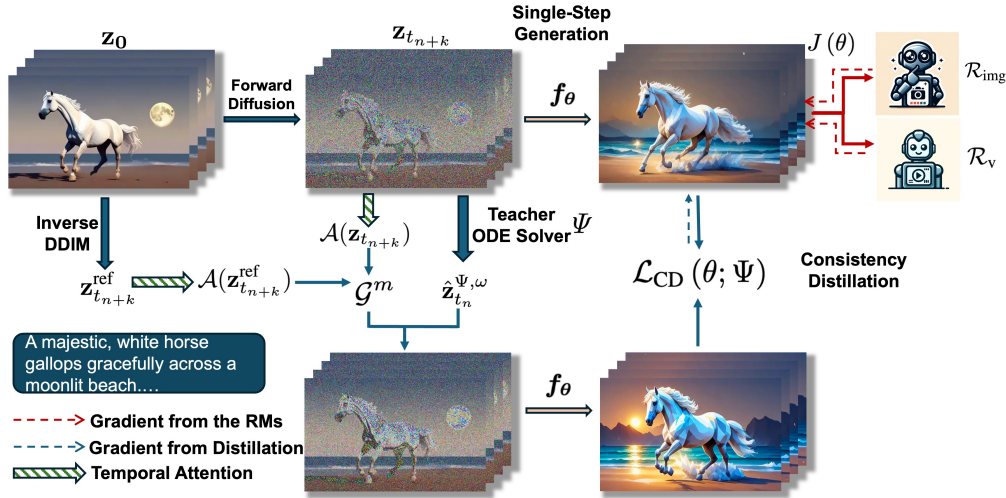 z₀
z_{t_{n+k}}
Single-Step
Generation
J (θ)
R_img
Forward
Diffusion
f_θ
R_v
Inverse
DDIM
A(z_{t_{n+k}})
Teacher
ODE Solver Ψ
z^{ref}_{t_{n+k}}
A(z^{ref}_{t_{n+k}})
G^m
ẑ^{Ψ,ω}_{t_n}
L_CD (θ; Ψ)
Consistency
Distillation
A majestic, white horse
gallops gracefully across a
moonlit beach....
f_θ
Gradient from the RMs
Gradient from Distillation
Temporal Attention